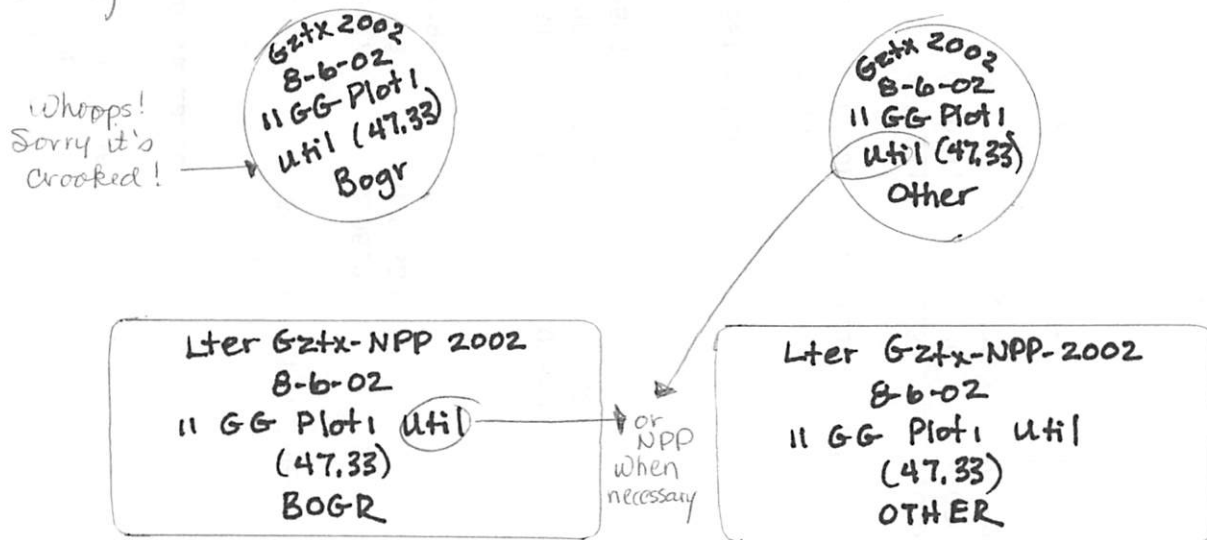 Gztx 2002
8-6-02
11 GG Plot 1
Util (47,33)
Bogr
Whoops!
Sorry it's
crooked!
Gztx 2002
8-6-02
11 GG Plot 1
Util (47,33)
Other
Lter Gztx-NPP 2002
8-6-02
11 GG Plot 1 Util
(47,33)
BOGR
or
NPP
when
necessary
Lter Gztx-NPP-2002
8-6-02
11 GG Plot 1 Util
(47,33)
OTHER